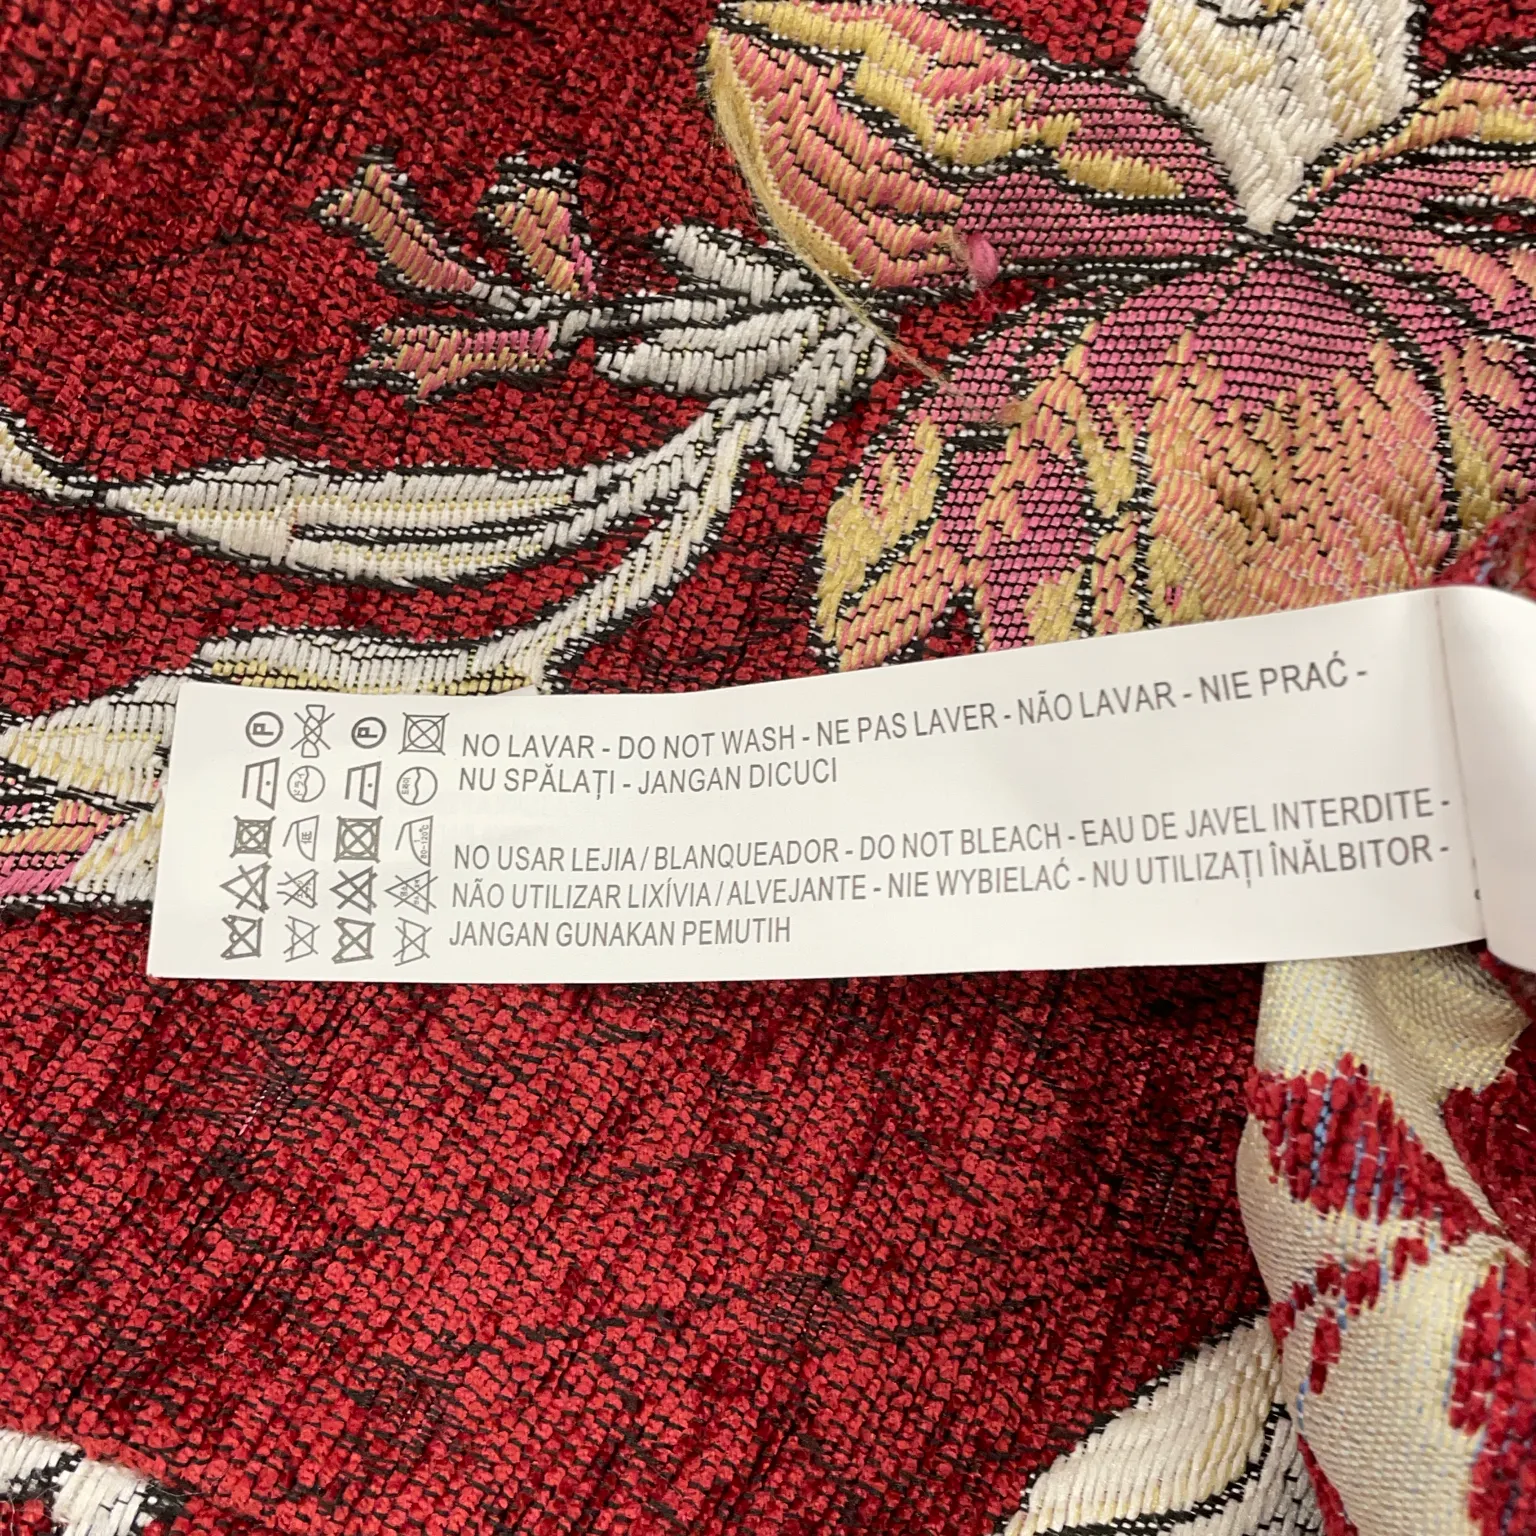 NO LAVAR - DO NOT WASH - NE PAS LAVER - NÃO LAVAR - NIE PRAĆ -
NU SPĂLAȚI - JANGAN DICUCI
NO USAR LEJIA / BLANQUEADOR - DO NOT BLEACH - EAU DE JAVEL INTERDITE -
NÃO UTILIZAR LIXÍVIA / ALVEJANTE - NIE WYBIELAĆ - NU UTILIZAȚI ÎNĂLBITOR -
JANGAN GUNAKAN PEMUTIH